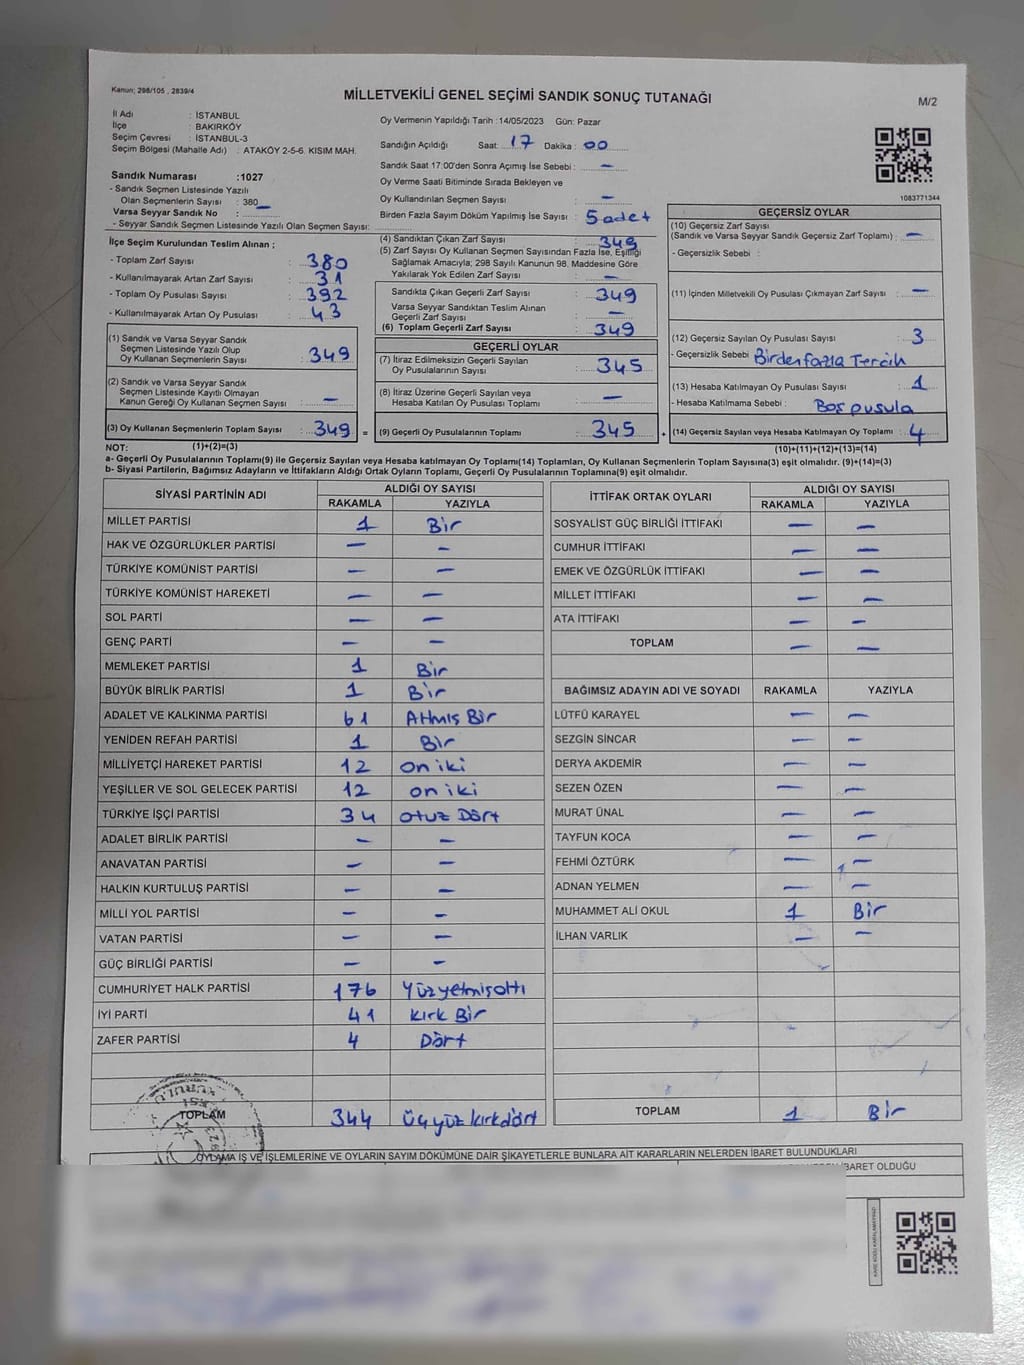 Kanun; 298/105 , 2839/4
MİLLETVEKİLİ GENEL SEÇİMİ SANDIK SONUÇ TUTANAĞI
M/2
İl Adı : İSTANBUL
İlçe : BAKIRKÖY
Seçim Çevresi : İSTANBUL-3
Seçim Bölgesi (Mahalle Adı) : ATAKÖY 2-5-6. KISIM MAH.
Sandık Numarası :1027
- Sandık Seçmen Listesinde Yazılı
Olan Seçmenlerin Sayısı : 380
Varsa Seyyar Sandık No :
- Seyyar Sandık Seçmen Listesinde Yazılı Olan Seçmen Sayısı:
Oy Vermenin Yapıldığı Tarih :14/05/2023 Gün: Pazar
Sandığın Açıldığı Saat: 17 Dakika : 00
Sandık Saat 17:00'den Sonra Açılmış İse Sebebi : —
Oy Verme Saati Bitiminde Sırada Bekleyen ve
Oy Kullandırılan Seçmen Sayısı : —
Birden Fazla Sayım Döküm Yapılmış İse Sayısı : 5 adet
1083771344
İlçe Seçim Kurulundan Teslim Alınan ;
- Toplam Zarf Sayısı : 380
- Kullanılmayarak Artan Zarf Sayısı : 31
- Toplam Oy Pusulası Sayısı : 392
- Kullanılmayarak Artan Oy Pusulası : 43
(1) Sandık ve Varsa Seyyar Sandık
Seçmen Listesinde Yazılı Olup
Oy Kullanan Seçmenlerin Sayısı : 349
(2) Sandık ve Varsa Seyyar Sandık
Seçmen Listesinde Kayıtlı Olmayan
Kanun Gereği Oy Kullanan Seçmen Sayısı : —
(3) Oy Kullanan Seçmenlerin Toplam Sayısı : 349 =
(4) Sandıktan Çıkan Zarf Sayısı : 349
(5) Zarf Sayısı Oy Kullanan Seçmen Sayısından Fazla İse, Eşitliği
Sağlamak Amacıyla; 298 Sayılı Kanunun 98. Maddesine Göre
Yakılarak Yok Edilen Zarf Sayısı : —
Sandıkta Çıkan Geçerli Zarf Sayısı : 349
Varsa Seyyar Sandıktan Teslim Alınan
Geçerli Zarf Sayısı : —
(6) Toplam Geçerli Zarf Sayısı : 349
GEÇERLİ OYLAR
(7) İtiraz Edilmeksizin Geçerli Sayılan
Oy Pusulalarının Sayısı : 345
(8) İtiraz Üzerine Geçerli Sayılan veya
Hesaba Katılan Oy Pusulası Toplamı : —
(9) Geçerli Oy Pusulalarının Toplamı : 345 +
GEÇERSİZ OYLAR
(10) Geçersiz Zarf Sayısı
(Sandık ve Varsa Seyyar Sandık Geçersiz Zarf Toplamı) : —
- Geçersizlik Sebebi :
(11) İçinden Milletvekili Oy Pusulası Çıkmayan Zarf Sayısı : —
(12) Geçersiz Sayılan Oy Pusulası Sayısı : 3
- Geçersizlik Sebebi : Birden fazla Tercih
(13) Hesaba Katılmayan Oy Pusulası Sayısı : 1
- Hesaba Katılmama Sebebi : Boş pusula
(14) Geçersiz Sayılan veya Hesaba Katılmayan Oy Toplamı : 4
NOT: (1)+(2)=(3) (10)+(11)+(12)+(13)=(14)
a- Geçerli Oy Pusulalarının Toplamı(9) ile Geçersiz Sayılan veya Hesaba katılmayan Oy Toplamı(14) Toplamları, Oy Kullanan Seçmenlerin Toplam Sayısına(3) eşit olmalıdır. (9)+(14)=(3)
b- Siyasi Partilerin, Bağımsız Adayların ve İttifakların Aldığı Ortak Oyların Toplamı, Geçerli Oy Pusulalarının Toplamına(9) eşit olmalıdır.
SİYASİ PARTİNİN ADI ALDIĞI OY SAYISI
RAKAMLA YAZIYLA
MİLLET PARTİSİ 1 Bir
HAK VE ÖZGÜRLÜKLER PARTİSİ — —
TÜRKİYE KOMÜNİST PARTİSİ — —
TÜRKİYE KOMÜNİST HAREKETİ — —
SOL PARTİ — —
GENÇ PARTİ — —
MEMLEKET PARTİSİ 1 Bir
BÜYÜK BİRLİK PARTİSİ 1 Bir
ADALET VE KALKINMA PARTİSİ 61 Atmış Bir
YENİDEN REFAH PARTİSİ 1 Bir
MİLLİYETÇİ HAREKET PARTİSİ 12 on iki
YEŞİLLER VE SOL GELECEK PARTİSİ 12 on iki
TÜRKİYE İŞÇİ PARTİSİ 34 otuz Dört
ADALET BİRLİK PARTİSİ — —
ANAVATAN PARTİSİ — —
HALKIN KURTULUŞ PARTİSİ — —
MİLLİ YOL PARTİSİ — —
VATAN PARTİSİ — —
GÜÇ BİRLİĞİ PARTİSİ — —
CUMHURİYET HALK PARTİSİ 176 Yüzyetmişaltı
İYİ PARTİ 41 kırk Bir
ZAFER PARTİSİ 4 Dört
TOPLAM 344 üçyüz kırkdört
İTTİFAK ORTAK OYLARI ALDIĞI OY SAYISI
RAKAMLA YAZIYLA
SOSYALİST GÜÇ BİRLİĞİ İTTİFAKI — —
CUMHUR İTTİFAKI — —
EMEK VE ÖZGÜRLÜK İTTİFAKI — —
MİLLET İTTİFAKI — —
ATA İTTİFAKI — —
TOPLAM — —
BAĞIMSIZ ADAYIN ADI VE SOYADI RAKAMLA YAZIYLA
LÜTFÜ KARAYEL — —
SEZGİN SİNCAR — —
DERYA AKDEMİR — —
SEZEN ÖZEN — —
MURAT ÜNAL — —
TAYFUN KOCA — —
FEHMİ ÖZTÜRK — —
ADNAN YELMEN — —
MUHAMMET ALİ OKUL 1 Bir
İLHAN VARLIK — —
TOPLAM 1 Bir
OYLAMA İŞ VE İŞLEMLERİNE VE OYLARIN SAYIM DÖKÜMÜNE DAİR ŞİKAYETLERLE BUNLARA AİT KARARLARIN NELERDEN İBARET BULUNDUKLARI
İBARET OLDUĞU